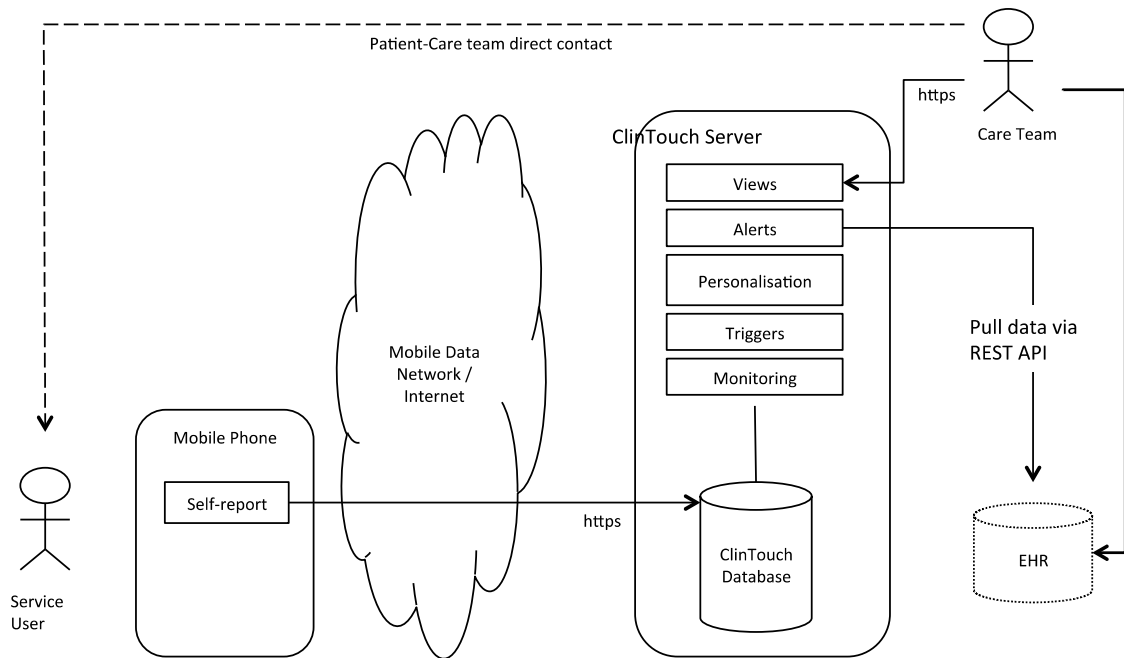 Patient-Care team direct contact
https
Care Team
ClinTouch Server
Views
Alerts
Personalisation
Triggers
Monitoring
Pull data via
REST API
Mobile Data
Network /
Internet
Mobile Phone
Self-report
https
ClinTouch
Database
EHR
Service
User